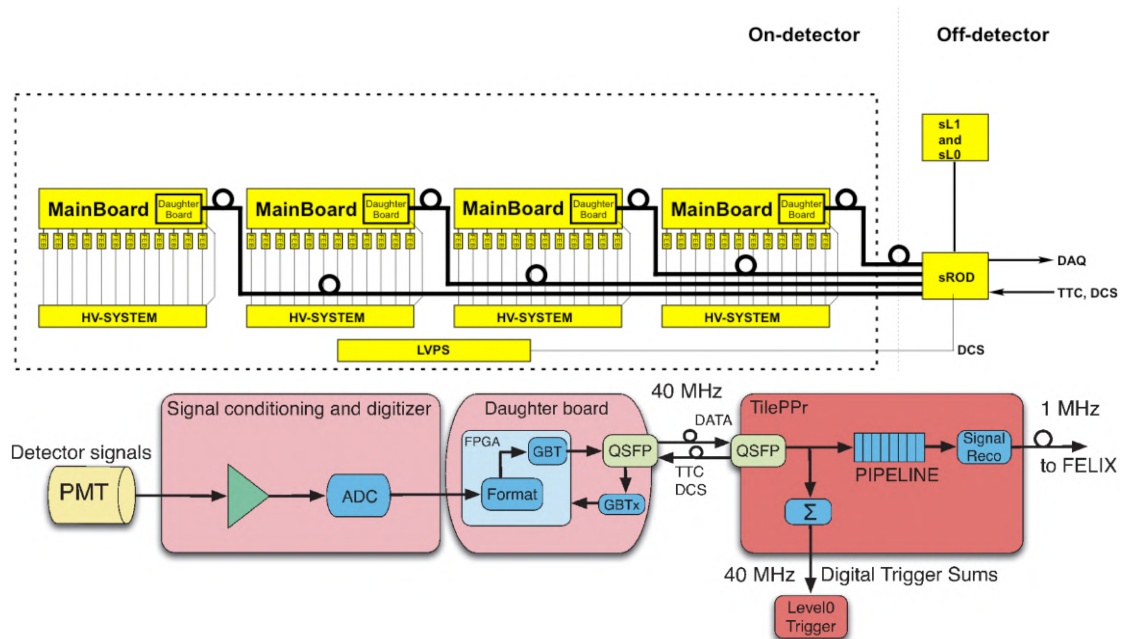 On-detector
Off-detector
sL1
and
sL0
MainBoard
Daughter
Board
MainBoard
Daughter
Board
MainBoard
Daughter
Board
MainBoard
Daughter
Board
sROD
DAQ
TTC, DCS
HV-SYSTEM
HV-SYSTEM
HV-SYSTEM
HV-SYSTEM
LVPS
DCS
Signal conditioning and digitizer
Daughter board
40 MHz
TilePPr
1 MHz
Detector signals
PMT
ADC
FPGA
GBT
Format
QSFP
GBTx
DATA
TTC
DCS
QSFP
PIPELINE
Signal
Reco
to FELIX
Σ
40 MHz
Digital Trigger Sums
Level0
Trigger